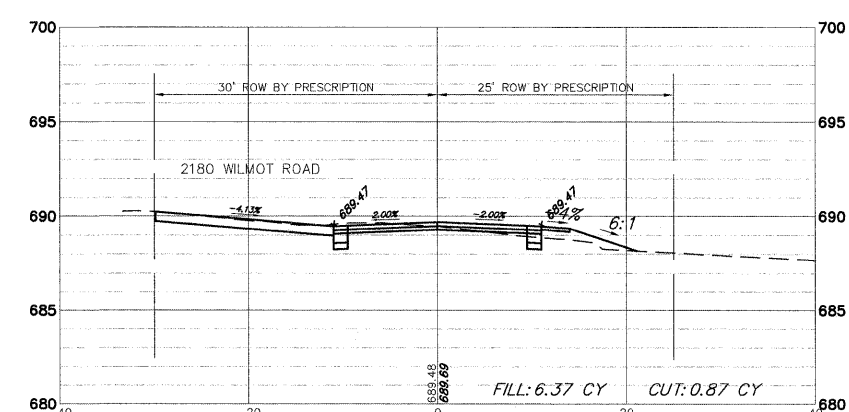 700 700
30' ROW BY PRESCRIPTION 25' ROW BY PRESCRIPTION
695 695
2180 WILMOT ROAD
689.47 689.47
-4.13% 2.00% -2.00% -4%
690 690
6:1
685 685
689.48
689.69
FILL: 6.37 CY CUT: 0.87 CY
680 680